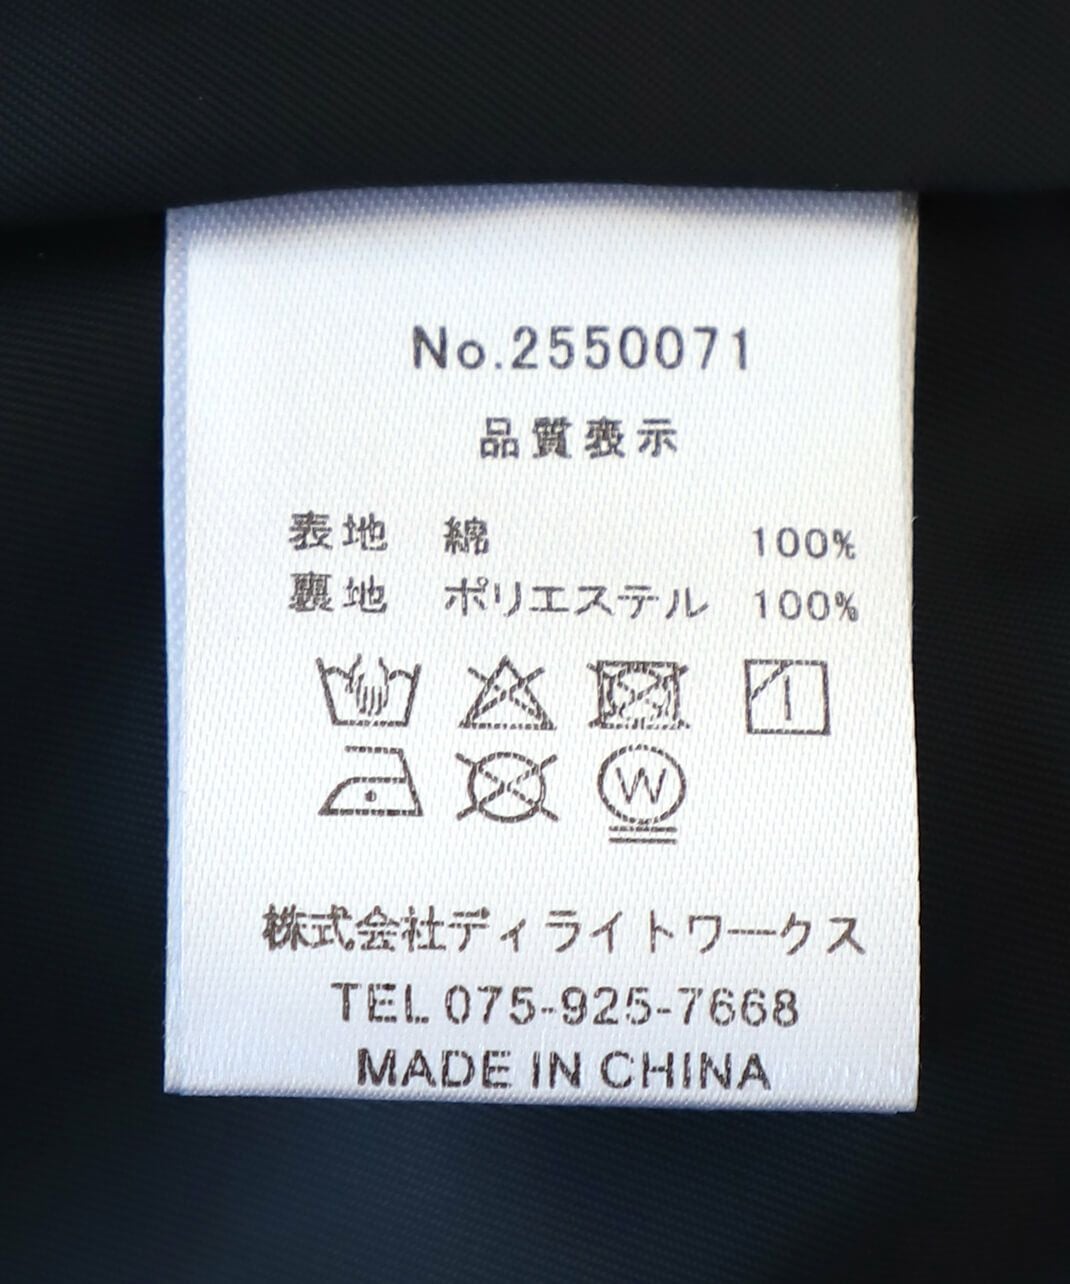 No.2550071
品質表示
表地 綿 100%
裏地 ポリエステル 100%
W
株式会社ディライトワークス
TEL 075-925-7668
MADE IN CHINA